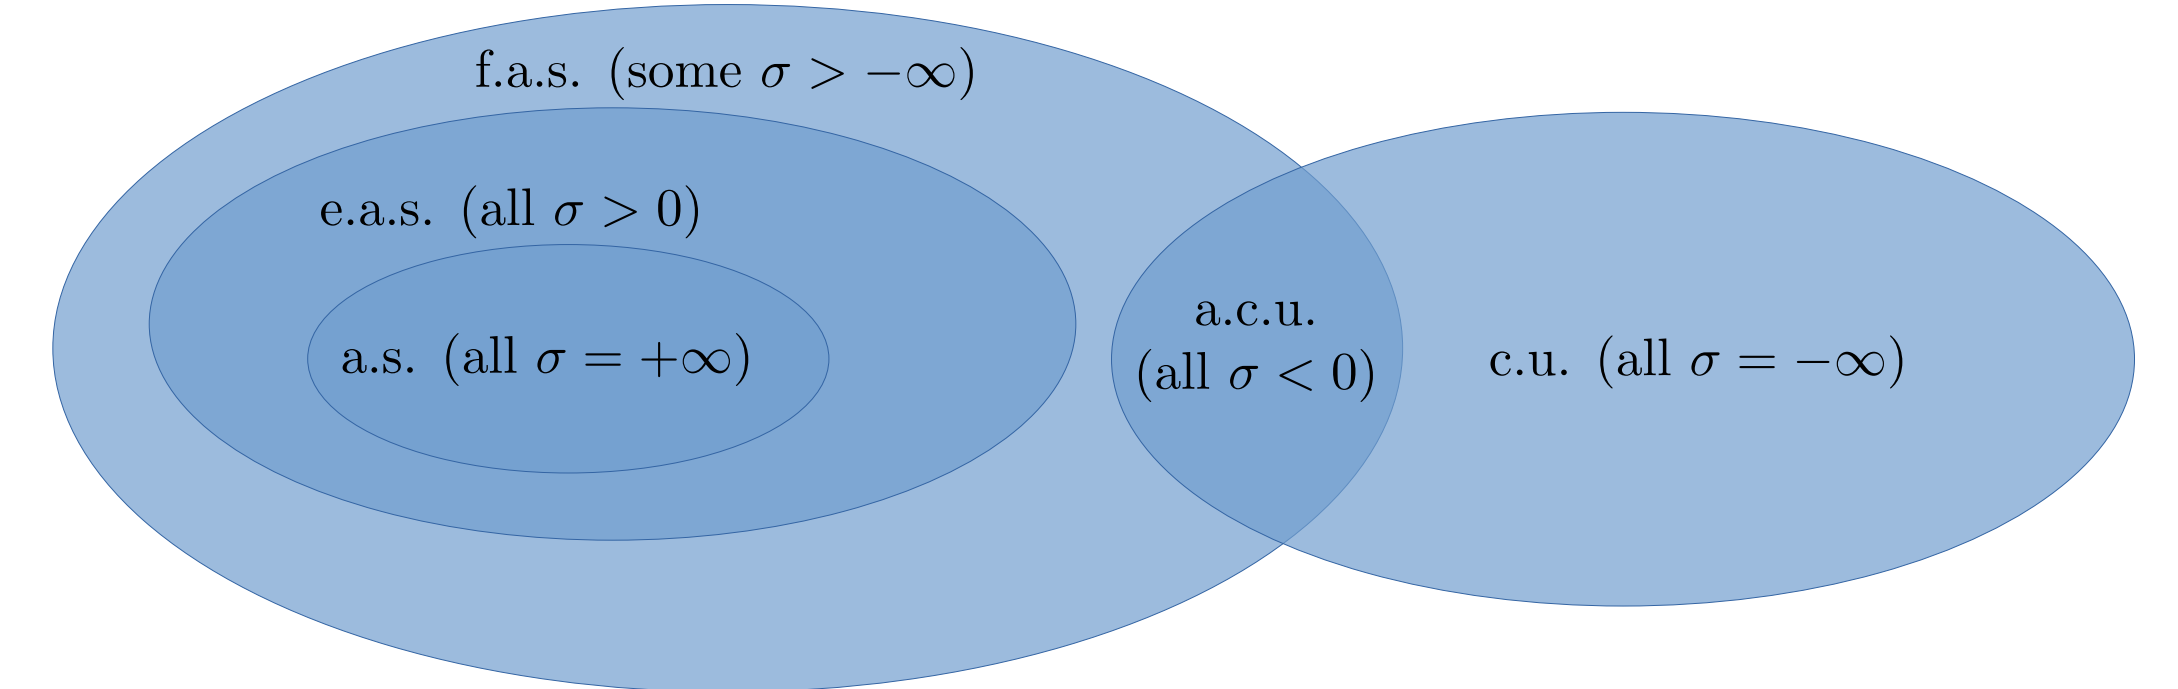 f.a.s. (some σ > −∞)
e.a.s. (all σ > 0)
a.s. (all σ = +∞)
a.c.u.
(all σ < 0)
c.u. (all σ = −∞)